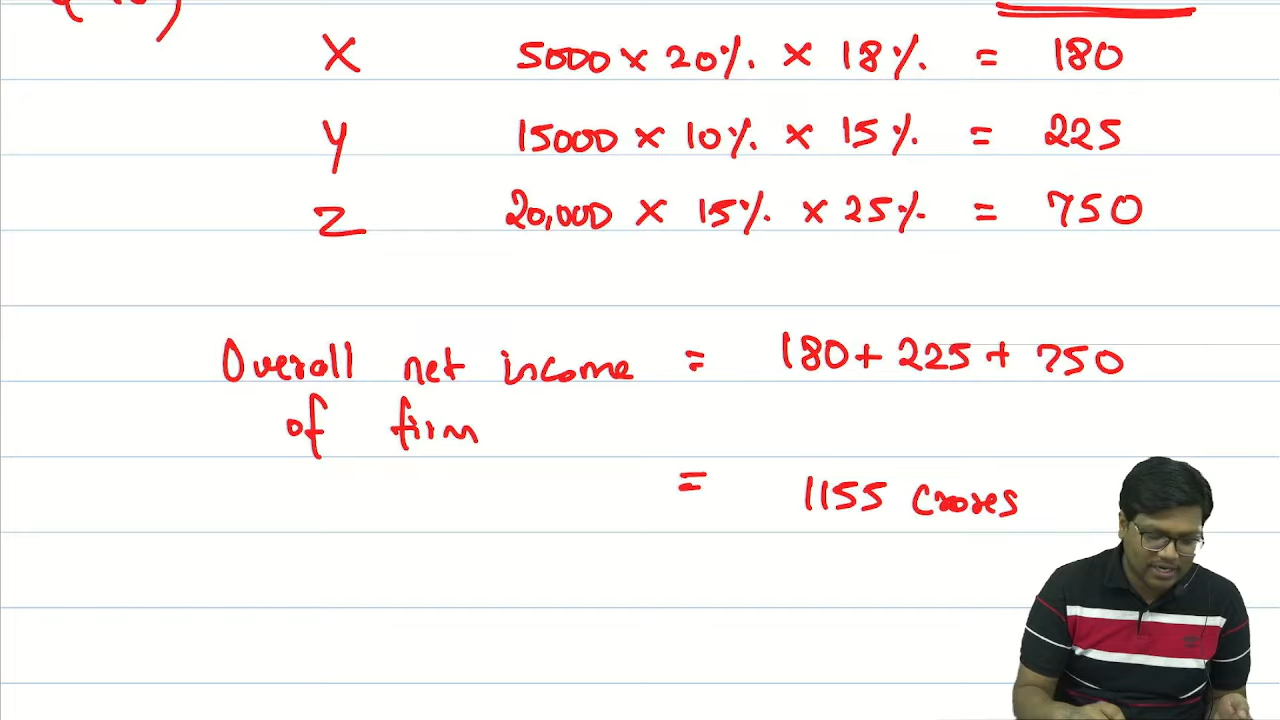 X 5000 × 20% × 18% = 180
Y 15000 × 10% × 15% = 225
Z 20,000 × 15% × 25% = 750
Overall net income = 180 + 225 + 750
of firm
= 1155 crores